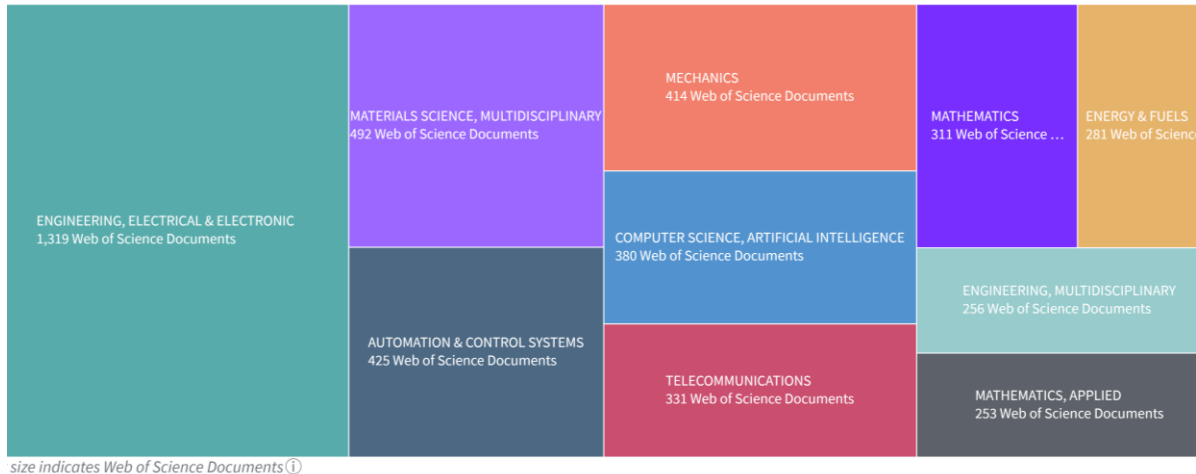 ENGINEERING, ELECTRICAL & ELECTRONIC
1,319 Web of Science Documents
MATERIALS SCIENCE, MULTIDISCIPLINARY
492 Web of Science Documents
AUTOMATION & CONTROL SYSTEMS
425 Web of Science Documents
MECHANICS
414 Web of Science Documents
COMPUTER SCIENCE, ARTIFICIAL INTELLIGENCE
380 Web of Science Documents
TELECOMMUNICATIONS
331 Web of Science Documents
MATHEMATICS
311 Web of Science ...
ENERGY & FUELS
281 Web of Science
ENGINEERING, MULTIDISCIPLINARY
256 Web of Science Documents
MATHEMATICS, APPLIED
253 Web of Science Documents
size indicates Web of Science Documents ⓘ